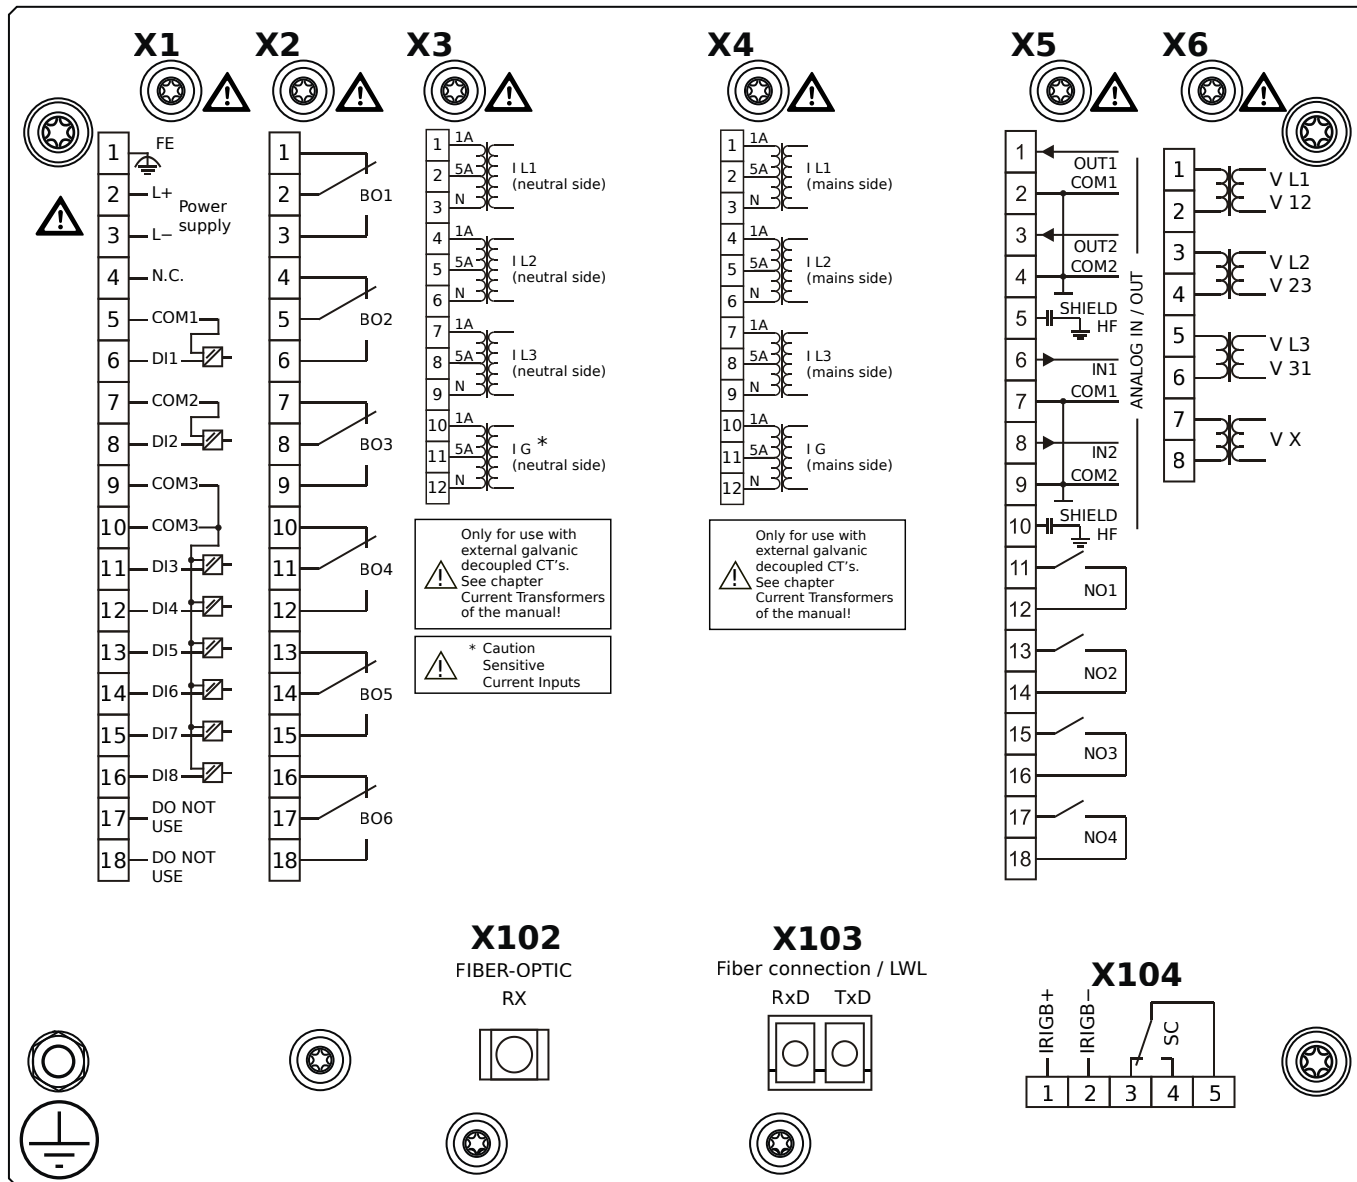 X1
1
FE
2
L+
Power
supply
3
L−
4
N.C.
5
COM1
6
DI1
7
COM2
8
DI2
9
COM3
10
COM3
11
DI3
12
DI4
13
DI5
14
DI6
15
DI7
16
DI8
17
DO NOT
USE
18
DO NOT
USE
X2
1
2
BO1
3
4
5
BO2
6
7
8
BO3
9
10
11
BO4
12
13
14
BO5
15
16
17
BO6
18
X3
1
1A
2
5A
I L1
(neutral side)
3
N
4
1A
5
5A
I L2
(neutral side)
6
N
7
1A
8
5A
I L3
(neutral side)
9
N
10
1A
11
5A
I G *
(neutral side)
12
N
Only for use with
external galvanic
decoupled CT's.
See chapter
Current Transformers
of the manual!
* Caution
Sensitive
Current Inputs
X4
1
1A
2
5A
I L1
(mains side)
3
N
4
1A
5
5A
I L2
(mains side)
6
N
7
1A
8
5A
I L3
(mains side)
9
N
10
1A
11
5A
I G
(mains side)
12
N
Only for use with
external galvanic
decoupled CT's.
See chapter
Current Transformers
of the manual!
X5
1
OUT1
2
COM1
3
OUT2
4
COM2
5
SHIELD
HF
6
IN1
7
COM1
8
IN2
9
COM2
10
SHIELD
HF
ANALOG IN / OUT
11
NO1
12
13
NO2
14
15
NO3
16
17
NO4
18
X6
1
V L1
2
V 12
3
V L2
4
V 23
5
V L3
6
V 31
7
V X
8
X102
FIBER-OPTIC
RX
X103
Fiber connection / LWL
RxD TxD
X104
IRIGB+
IRIGB−
SC
1 2 3 4 5